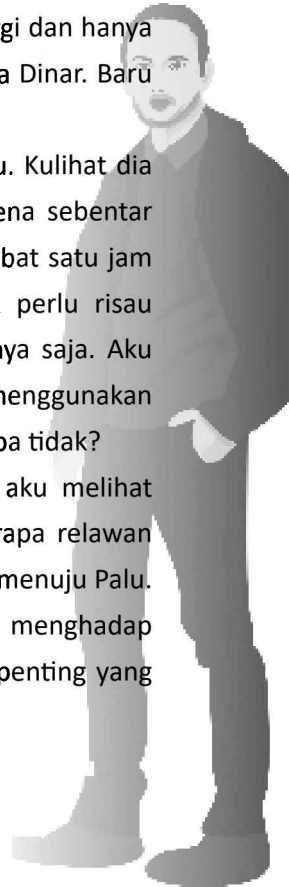 gi dan hanya
a Dinar. Baru
u. Kulihat dia
ena sebentar
bat satu jam
perlu risau
nya saja. Aku
menggunakan
pa tidak?
aku melihat
rapa relawan
menuju Palu.
menghadap
penting yang